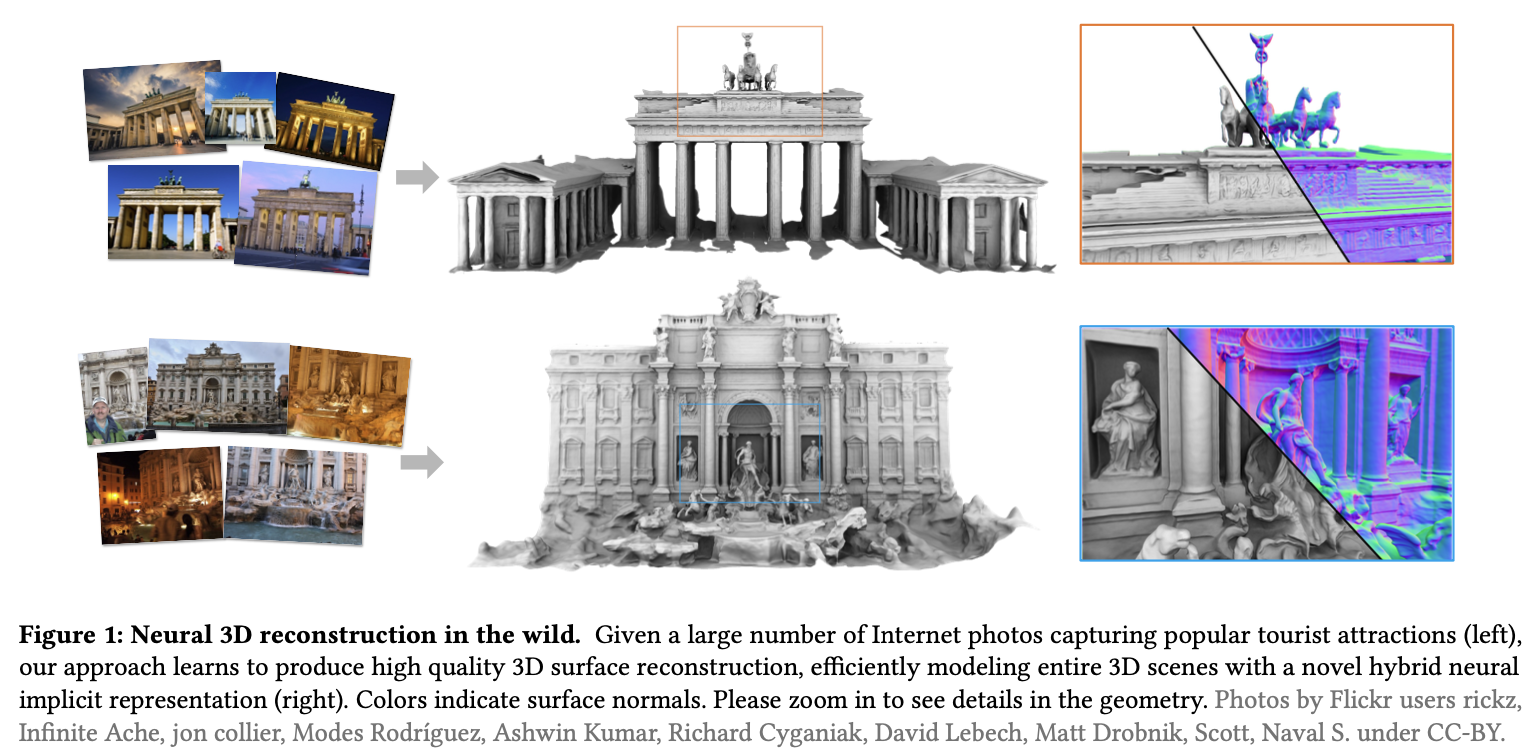 Figure 1: Neural 3D reconstruction in the wild. Given a large number of Internet photos capturing popular tourist attractions (left),
our approach learns to produce high quality 3D surface reconstruction, efficiently modeling entire 3D scenes with a novel hybrid neural
implicit representation (right). Colors indicate surface normals. Please zoom in to see details in the geometry. Photos by Flickr users rickz,
Infinite Ache, jon collier, Modes Rodríguez, Ashwin Kumar, Richard Cyganiak, David Lebech, Matt Drobnik, Scott, Naval S. under CC-BY.